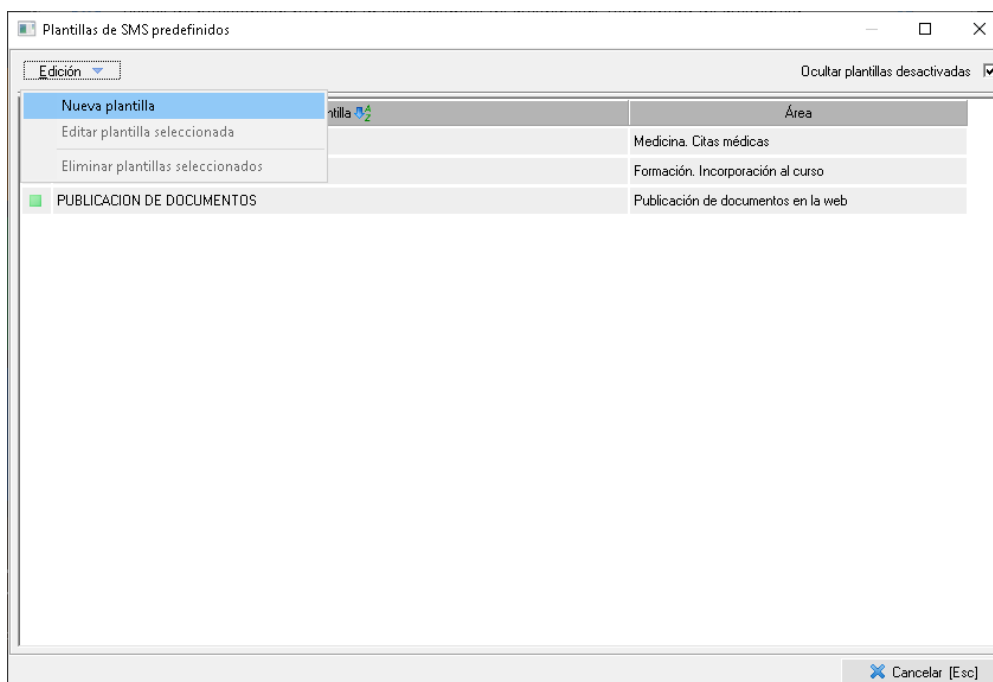 Plantillas de SMS predefinidos
Edición
Ocultar plantillas desactivadas
Nueva plantilla
Editar plantilla seleccionada
Eliminar plantillas seleccionados
ntilla
Área
Medicina. Citas médicas
Formación. Incorporación al curso
PUBLICACION DE DOCUMENTOS
Publicación de documentos en la web
Cancelar [Esc]